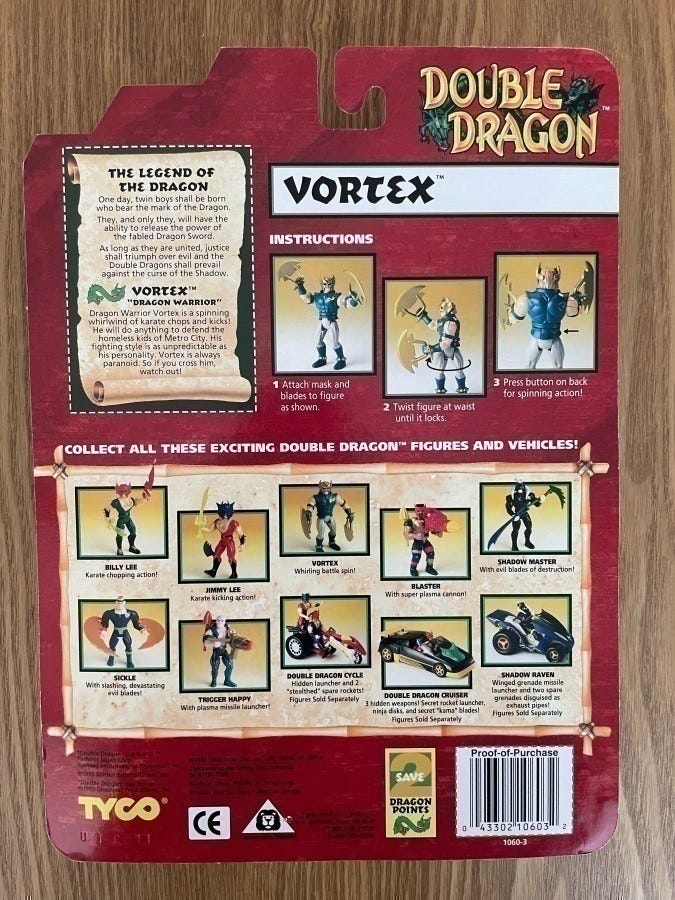 DOUBLE
DRAGON™
VORTEX™
THE LEGEND OF
THE DRAGON
One day, twin boys shall be born
who bear the mark of the Dragon.
They, and only they, will have the
ability to release the power of
the fabled Dragon Sword.
As long as they are united, justice
shall triumph over evil and the
Double Dragons shall prevail
against the curse of the Shadow.
VORTEX™
"DRAGON WARRIOR"
Dragon Warrior Vortex is a spinning
whirlwind of karate chops and kicks!
He will do anything to defend the
homeless kids of Metro City. His
fighting style is as unpredictable as
his personality. Vortex is always
paranoid. So if you cross him,
watch out!
INSTRUCTIONS
1 Attach mask and
blades to figure
as shown.
2 Twist figure at waist
until it locks.
3 Press button on back
for spinning action!
COLLECT ALL THESE EXCITING DOUBLE DRAGON™ FIGURES AND VEHICLES!
BILLY LEE
Karate chopping action!
JIMMY LEE
Karate kicking action!
VORTEX
Whirling battle spin!
BLASTER
With super plasma cannon!
SHADOW MASTER
With evil blades of destruction!
SICKLE
With slashing, devastating
evil blades!
TRIGGER HAPPY
With plasma missile launcher!
DOUBLE DRAGON CYCLE
Hidden launcher and 2
"stealthed" spare rockets!
Figures Sold Separately
DOUBLE DRAGON CRUISER
3 hidden weapons! Secret rocket launcher,
ninja disks, and secret "kama" blades!
Figures Sold Separately
SHADOW RAVEN
Winged grenade missile
launcher and two spare
grenades disguised as
exhaust pipes!
Figures Sold Separately
TYCO®
CE
2
SAVE
DRAGON
POINTS
Proof-of-Purchase
0 43302 10603 2
1060-3